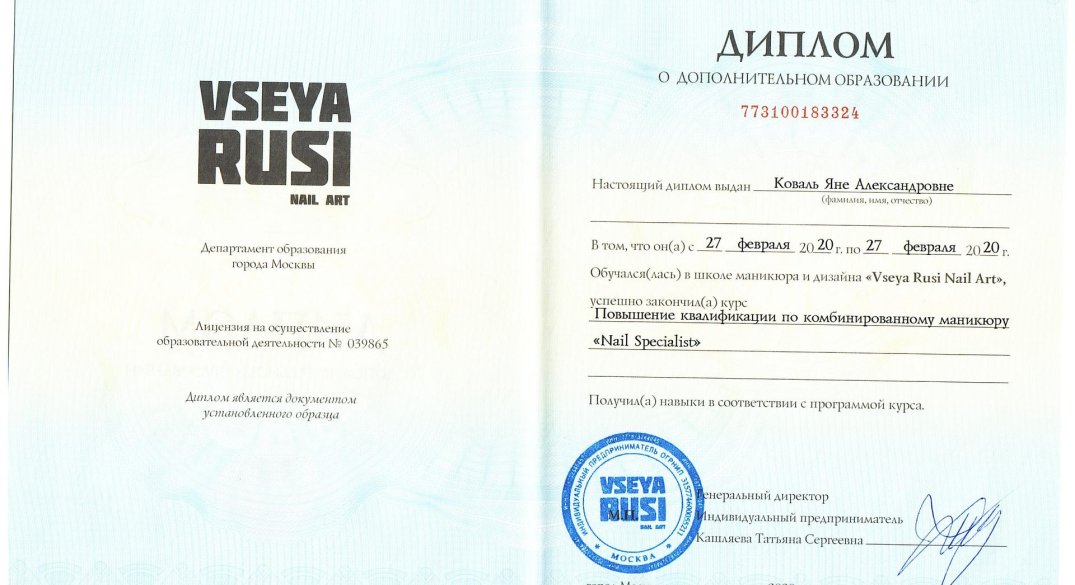 VSEYA
RUSI
NAIL ART
Департамент образования
города Москвы
Лицензия на осуществление
образовательной деятельности № 039865
Диплом является документом
установленного образца
ДИПЛОМ
О ДОПОЛНИТЕЛЬНОМ ОБРАЗОВАНИИ
773100183324
Настоящий диплом выдан Коваль Яне Александровне
(фамилия, имя, отчество)
В том, что он(а) с 27 февраля 2020 г. по 27 февраля 2020 г.
Обучался(лась) в школе маникюра и дизайна «Vseya Rusi Nail Art»,
успешно закончил(а) курс
Повышение квалификации по комбинированному маникюру
«Nail Specialist»
Получил(а) навыки в соответствии с программой курса.
ИНДИВИДУАЛЬНЫЙ ПРЕДПРИНИМАТЕЛЬ ОГРНИП
VSEYA
RUSI
NAIL ART
М.П.
* МОСКВА *
Генеральный директор
Индивидуальный предприниматель
Кашляева Татьяна Сергеевна